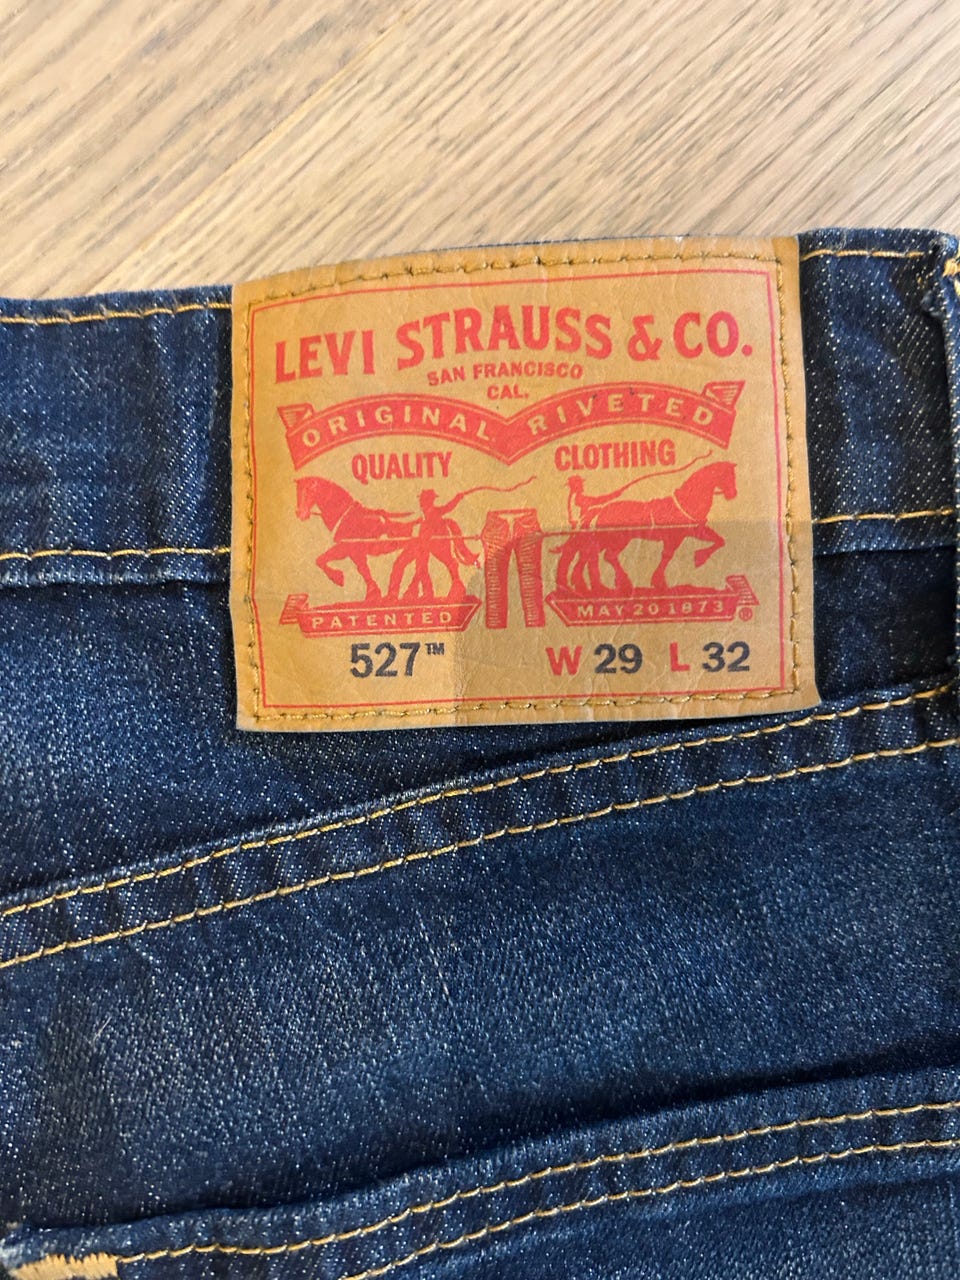 LEVI STRAUSS & CO.
SAN FRANCISCO
CAL.
ORIGINAL RIVETED
QUALITY CLOTHING
PATENTED MAY 20 1873 ®
527™ W 29 L 32